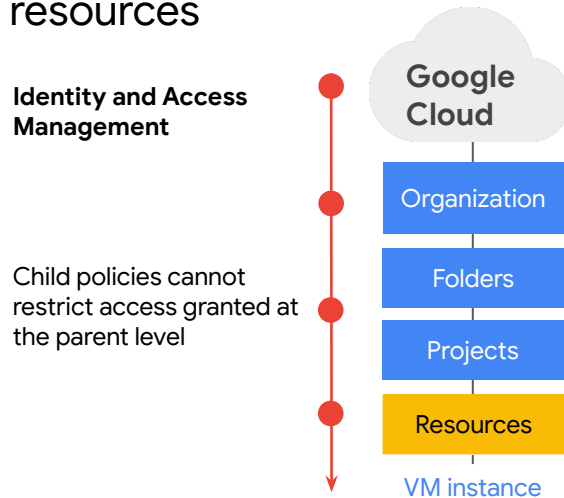 resources
Identity and Access
Management
Child policies cannot
restrict access granted at
the parent level
Google
Cloud
Organization
Folders
Projects
Resources
VM instance